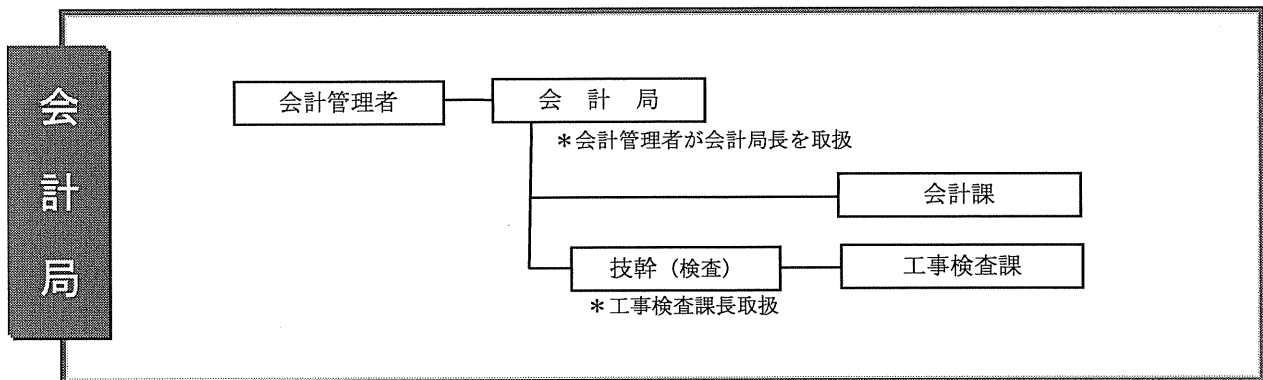 会計局
会計管理者
会計局
＊会計管理者が会計局長を取扱
会計課
技幹（検査）
工事検査課
＊工事検査課長取扱